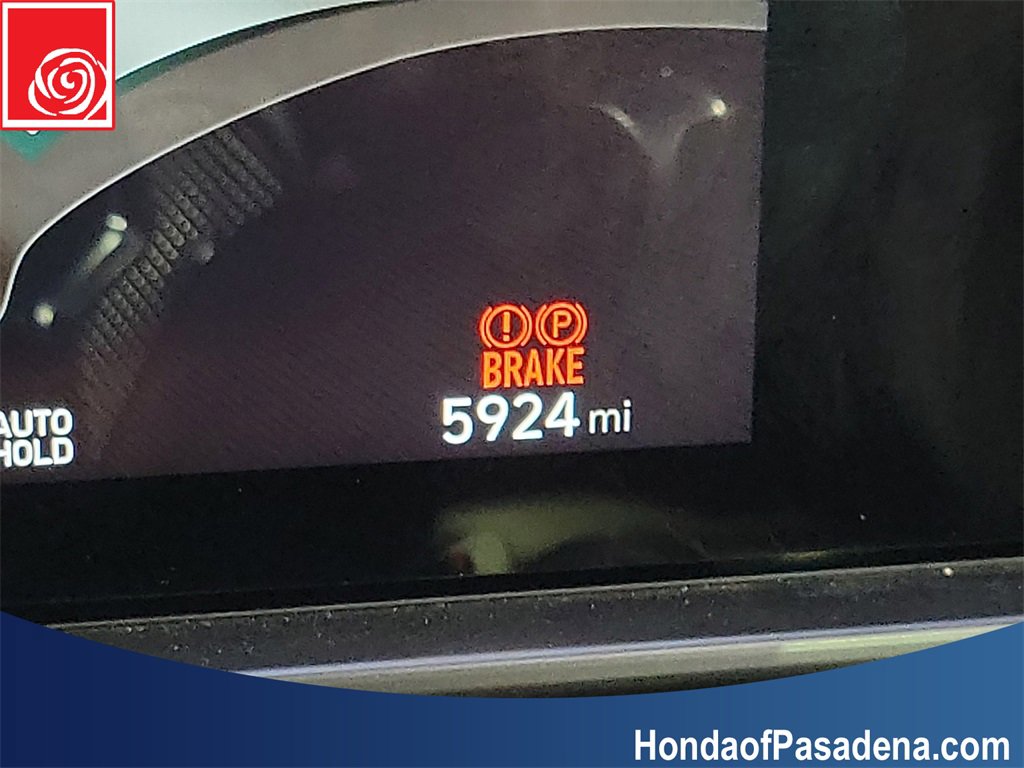 (!) (P)
BRAKE
5924 mi
AUTO
HOLD
HondaofPasadena.com